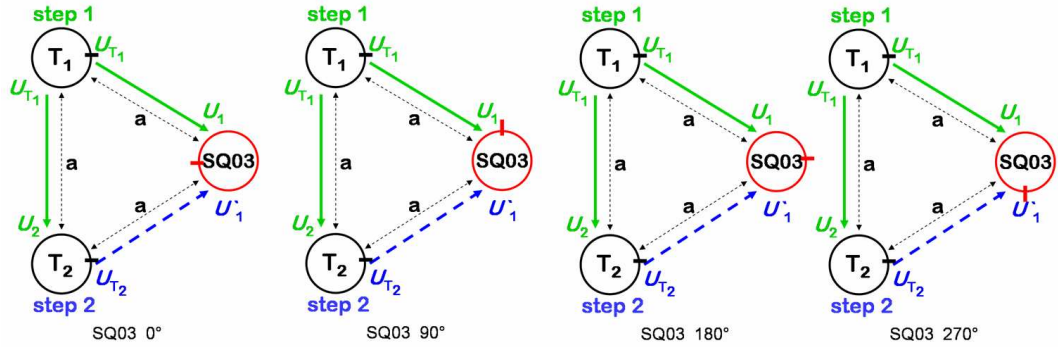 step 1
T1
UT1
UT1
U1
a
a
SQ03
a
U`1
U2
T2
UT2
step 2
SQ03 0°
step 1
T1
UT1
UT1
U1
a
a
SQ03
a
U`1
U2
T2
UT2
step 2
SQ03 90°
step 1
T1
UT1
UT1
U1
a
a
SQ03
a
U`1
U2
T2
UT2
step 2
SQ03 180°
step 1
T1
UT1
UT1
U1
a
a
SQ03
a
U`1
U2
T2
UT2
step 2
SQ03 270°